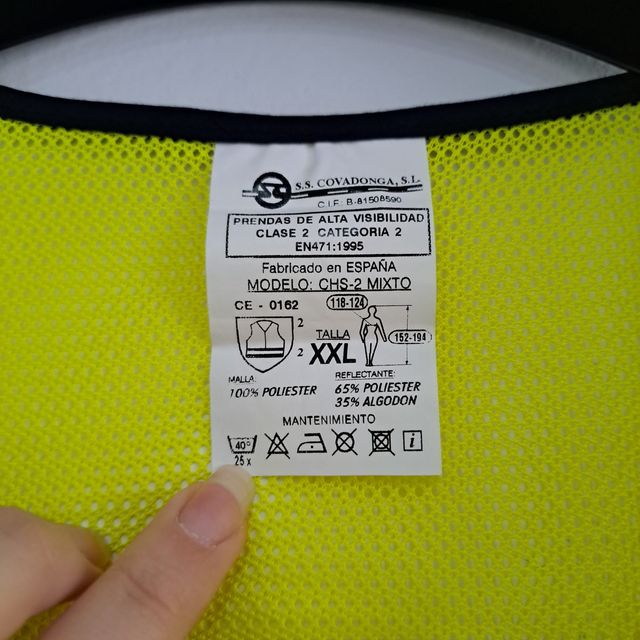 SC
S.S. COVADONGA, S.L
C.I.F: B-81508590
PRENDAS DE ALTA VISIBILIDAD
CLASE 2 CATEGORIA 2
EN471:1995
Fabricado en ESPAÑA
MODELO: CHS-2 MIXTO
CE - 0162
118-124
2
2
TALLA
XXL
152-194
MALLA:
100% POLIESTER
REFLECTANTE:
65% POLIESTER
35% ALGODON
MANTENIMIENTO
40°
i
25 x